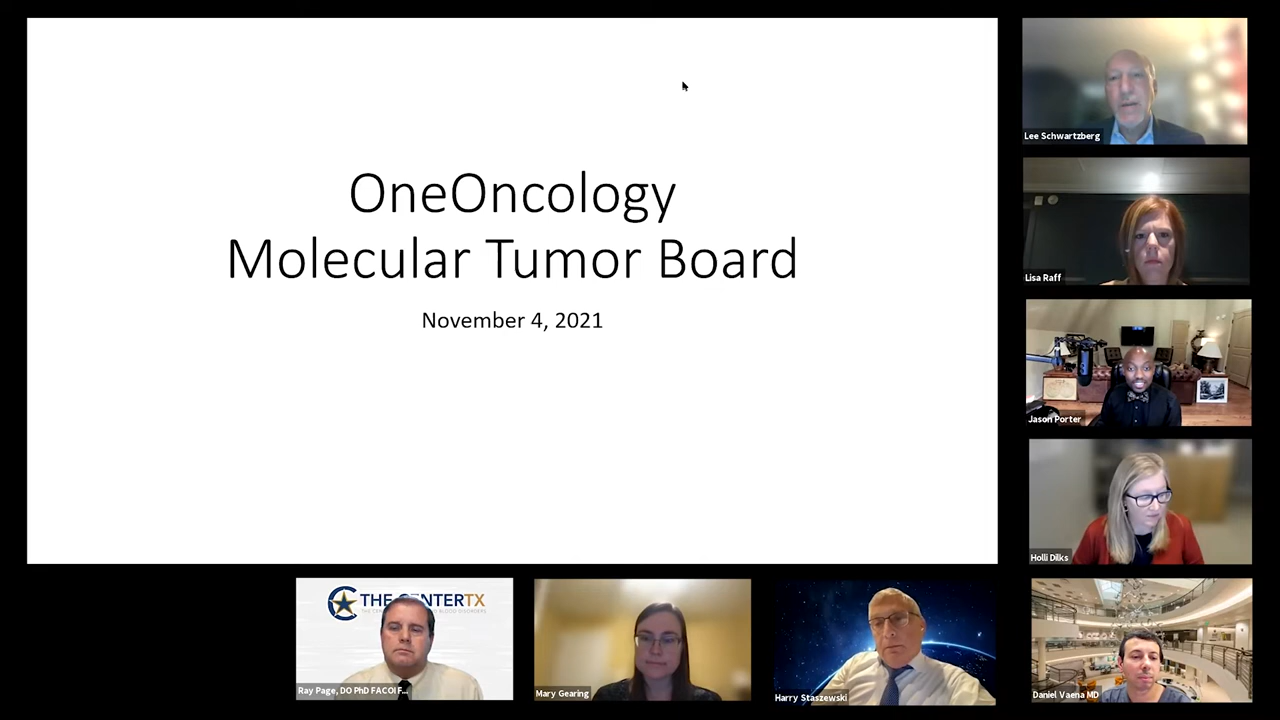 OneOncology
Molecular Tumor Board
November 4, 2021
Lee Schwartzberg
Lisa Raff
Jason Porter
Holli Dilks
THE CENTERTX
Ray Page, DO PhD FACOI F...
Mary Gearing
Harry Staszewski
Daniel Vaena MD